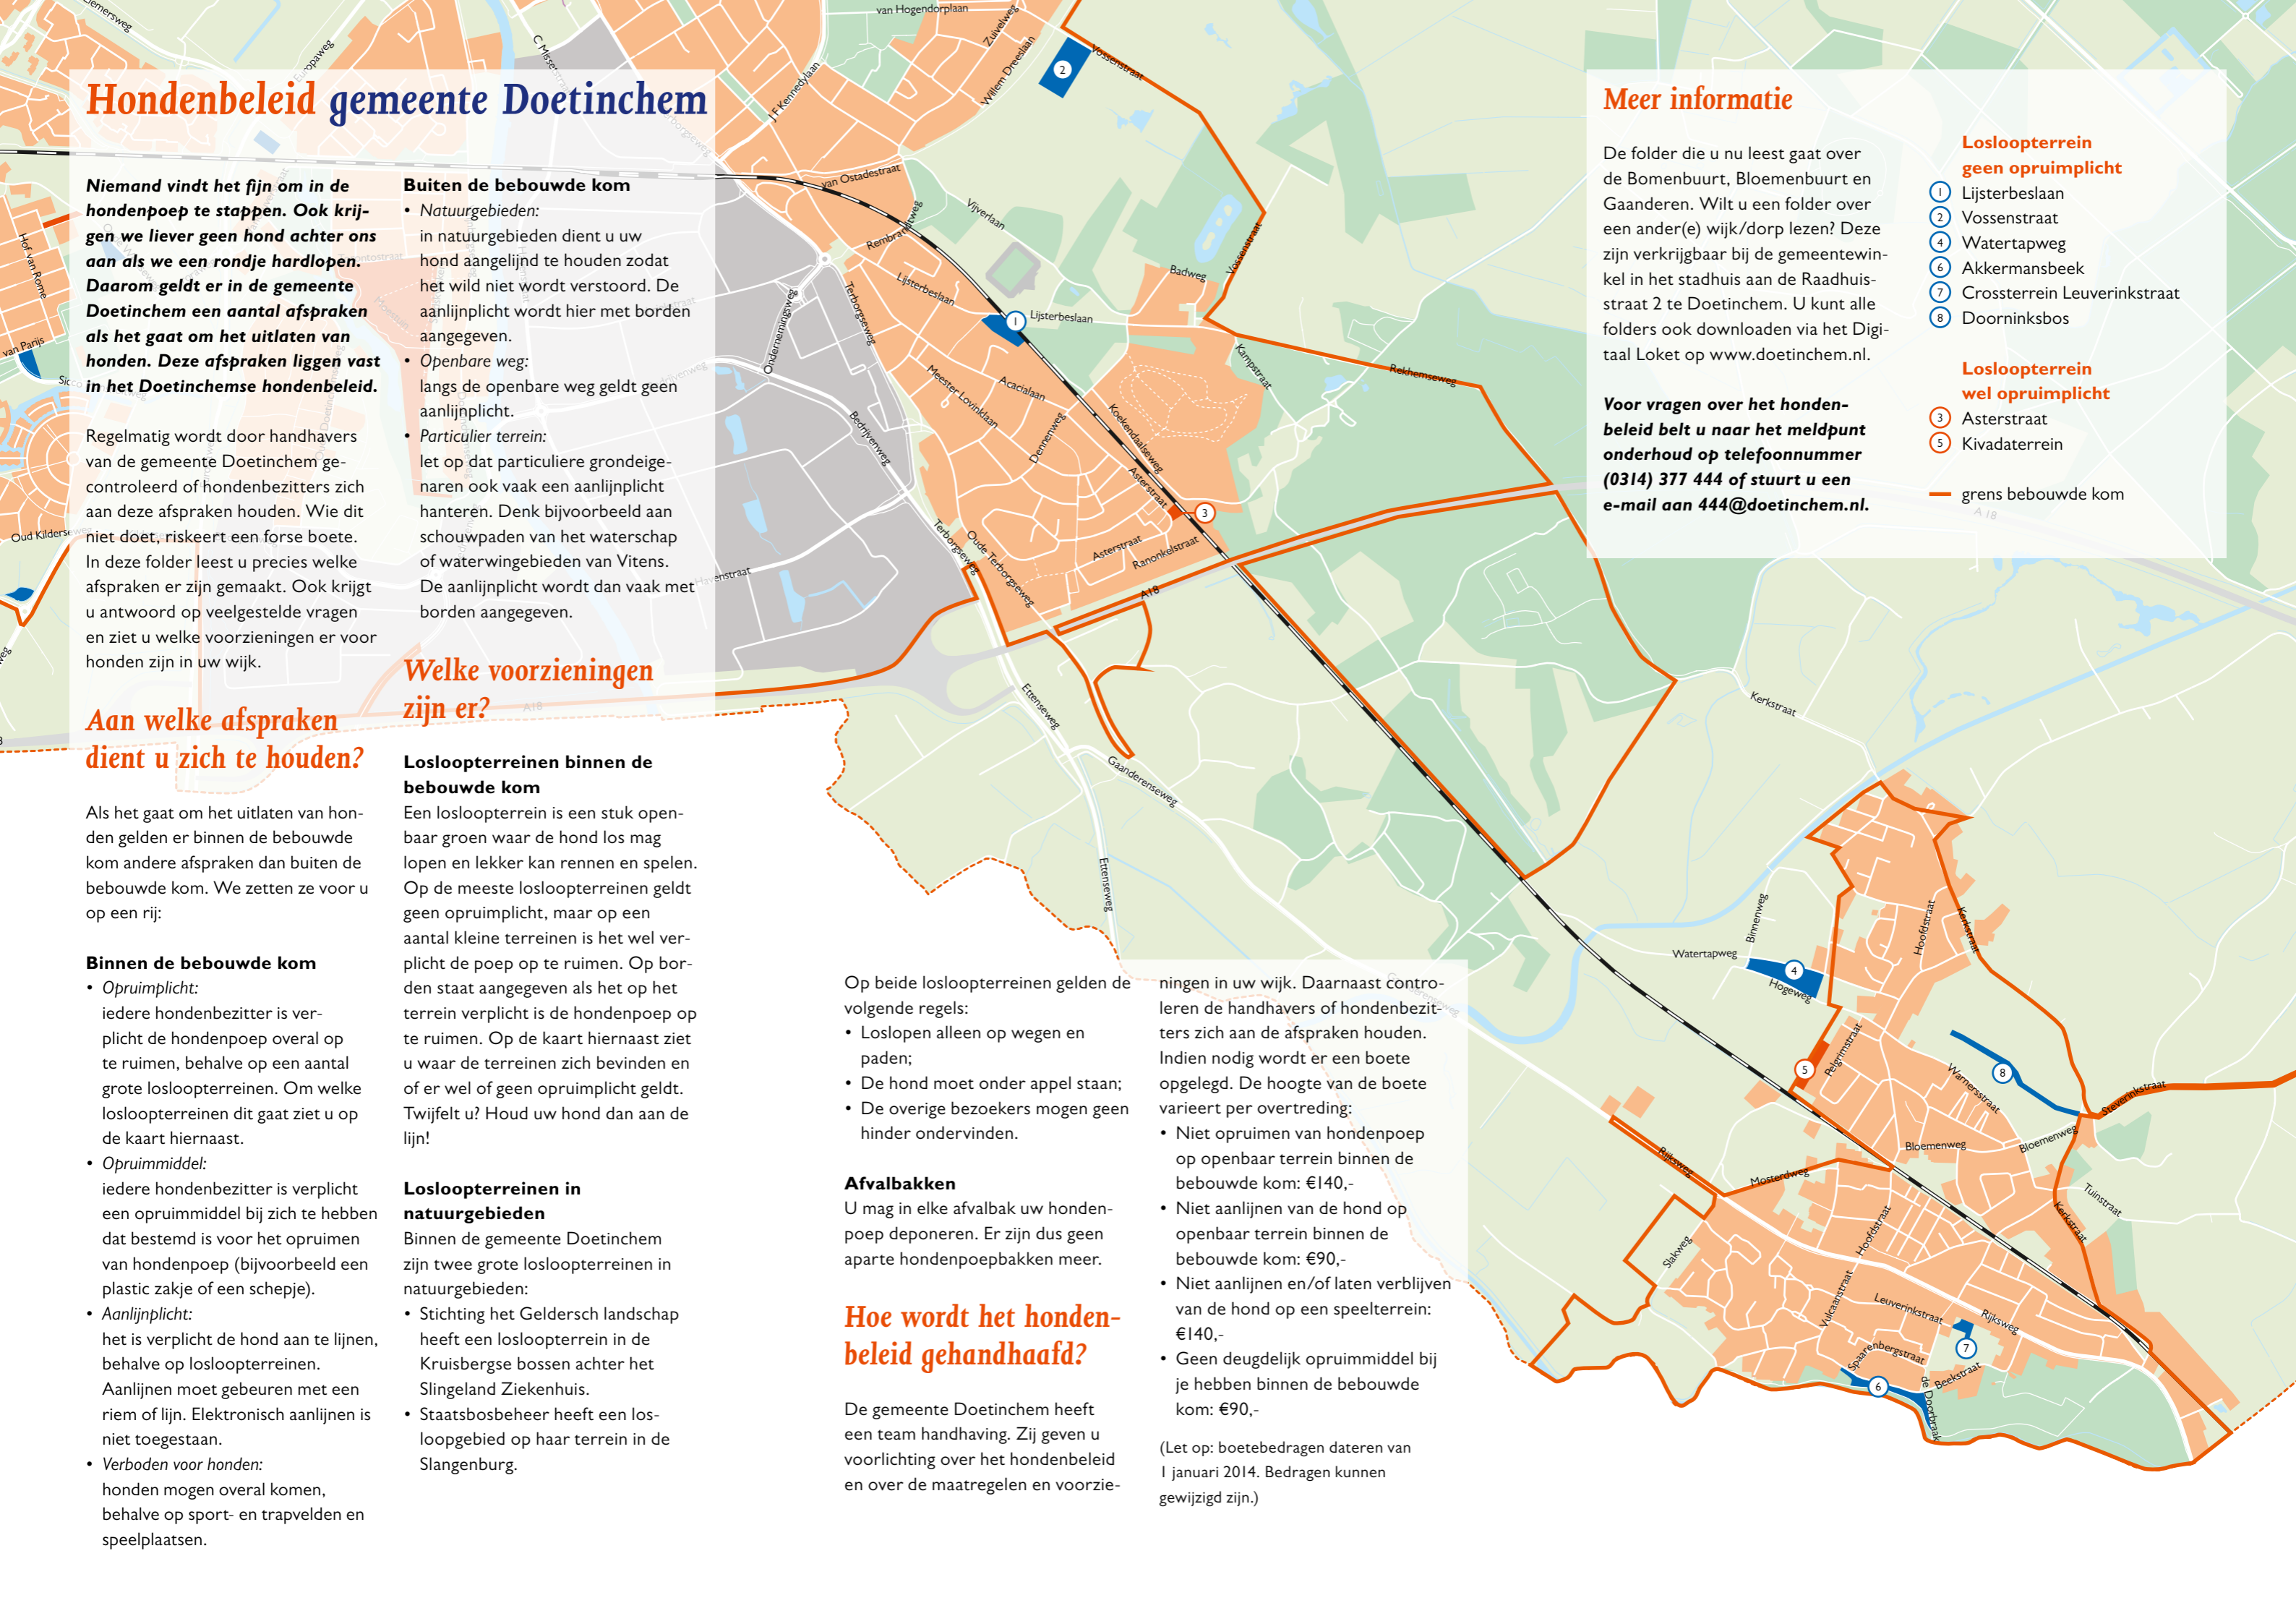 Hondenbeleid gemeente Doetinchem
Niemand vindt het fijn om in de
hondenpoep te stappen. Ook krij-
gen we liever geen hond achter ons
aan als we een rondje hardlopen.
Daarom geldt er in de gemeente
Doetinchem een aantal afspraken
als het gaat om het uitlaten van
honden. Deze afspraken liggen vast
in het Doetinchemse hondenbeleid.
Regelmatig wordt door handhavers
van de gemeente Doetinchem ge-
controleerd of hondenbezitters zich
aan deze afspraken houden. Wie dit
niet doet, riskeert een forse boete.
In deze folder leest u precies welke
afspraken er zijn gemaakt. Ook krijgt
u antwoord op veelgestelde vragen
en ziet u welke voorzieningen er voor
honden zijn in uw wijk.
Aan welke afspraken
dient u zich te houden?
Als het gaat om het uitlaten van hon-
den gelden er binnen de bebouwde
kom andere afspraken dan buiten de
bebouwde kom. We zetten ze voor u
op een rij:
Binnen de bebouwde kom
• Opruimplicht:
iedere hondenbezitter is ver-
plicht de hondenpoep overal op
te ruimen, behalve op een aantal
grote losloopterreinen. Om welke
losloopterreinen dit gaat ziet u op
de kaart hiernaast.
• Opruimmiddel:
iedere hondenbezitter is verplicht
een opruimmiddel bij zich te hebben
dat bestemd is voor het opruimen
van hondenpoep (bijvoorbeeld een
plastic zakje of een schepje).
• Aanlijnplicht:
het is verplicht de hond aan te lijnen,
behalve op losloopterreinen.
Aanlijnen moet gebeuren met een
riem of lijn. Elektronisch aanlijnen is
niet toegestaan.
• Verboden voor honden:
honden mogen overal komen,
behalve op sport- en trapvelden en
speelplaatsen.
Buiten de bebouwde kom
• Natuurgebieden:
in natuurgebieden dient u uw
hond aangelijnd te houden zodat
het wild niet wordt verstoord. De
aanlijnplicht wordt hier met borden
aangegeven.
• Openbare weg:
langs de openbare weg geldt geen
aanlijnplicht.
• Particulier terrein:
let op dat particuliere grondeige-
naren ook vaak een aanlijnplicht
hanteren. Denk bijvoorbeeld aan
schouwpaden van het waterschap
of waterwingebieden van Vitens.
De aanlijnplicht wordt dan vaak met
borden aangegeven.
Welke voorzieningen
zijn er?
Losloopterreinen binnen de
bebouwde kom
Een losloopterrein is een stuk open-
baar groen waar de hond los mag
lopen en lekker kan rennen en spelen.
Op de meeste losloopterreinen geldt
geen opruimplicht, maar op een
aantal kleine terreinen is het wel ver-
plicht de poep op te ruimen. Op bor-
den staat aangegeven als het op het
terrein verplicht is de hondenpoep op
te ruimen. Op de kaart hiernaast ziet
u waar de terreinen zich bevinden en
of er wel of geen opruimplicht geldt.
Twijfelt u? Houd uw hond dan aan de
lijn!
Losloopterreinen in
natuurgebieden
Binnen de gemeente Doetinchem
zijn twee grote losloopterreinen in
natuurgebieden:
• Stichting het Geldersch landschap
heeft een losloopterrein in de
Kruisbergse bossen achter het
Slingeland Ziekenhuis.
• Staatsbosbeheer heeft een los-
loopgebied op haar terrein in de
Slangenburg.
Op beide losloopterreinen gelden de
volgende regels:
• Loslopen alleen op wegen en
paden;
• De hond moet onder appel staan;
• De overige bezoekers mogen geen
hinder ondervinden.
Afvalbakken
U mag in elke afvalbak uw honden-
poep deponeren. Er zijn dus geen
aparte hondenpoepbakken meer.
Hoe wordt het honden-
beleid gehandhaafd?
De gemeente Doetinchem heeft
een team handhaving. Zij geven u
voorlichting over het hondenbeleid
en over de maatregelen en voorzie-
ningen in uw wijk. Daarnaast contro-
leren de handhavers of hondenbezit-
ters zich aan de afspraken houden.
Indien nodig wordt er een boete
opgelegd. De hoogte van de boete
varieert per overtreding:
• Niet opruimen van hondenpoep
op openbaar terrein binnen de
bebouwde kom: €140,-
• Niet aanlijnen van de hond op
openbaar terrein binnen de
bebouwde kom: €90,-
• Niet aanlijnen en/of laten verblijven
van de hond op een speelterrein:
€140,-
• Geen deugdelijk opruimmiddel bij
je hebben binnen de bebouwde
kom: €90,-
(Let op: boetebedragen dateren van
1 januari 2014. Bedragen kunnen
gewijzigd zijn.)
Meer informatie
De folder die u nu leest gaat over
de Bomenbuurt, Bloemenbuurt en
Gaanderen. Wilt u een folder over
een ander(e) wijk/dorp lezen? Deze
zijn verkrijgbaar bij de gemeentewin-
kel in het stadhuis aan de Raadhuis-
straat 2 te Doetinchem. U kunt alle
folders ook downloaden via het Digi-
taal Loket op www.doetinchem.nl.
Voor vragen over het honden-
beleid belt u naar het meldpunt
onderhoud op telefoonnummer
(0314) 377 444 of stuurt u een
e-mail aan 444@doetinchem.nl.
Losloopterrein
geen opruimplicht
1 Lijsterbeslaan
2 Vossenstraat
4 Watertapweg
6 Akkermansbeek
7 Crossterrein Leuverinkstraat
8 Doorninksbos
Losloopterrein
wel opruimplicht
3 Asterstraat
5 Kivadaterrein
grens bebouwde kom
A 18
Europaweg
van Hogendorplaan
Zuivelweg
Willem Dreeslaan
2
Vossenstraat
J F Kennedylaan
van Ostadestraat
Rembrandtweg
Vijverlaan
Badweg
Vossenstraat
Lijsterbeslaan
1
Lijsterbeslaan
Terborgseweg
Ondernemingsweg
Hof van Rome
van Parijs
Meester Lovinklaan
Acacialaan
Dennenweg
Koekendaalseweg
Kampstraat
Rekhemseweg
Bedrijvenweg
Asterstraat
3
Asterstraat
Ranonkelstraat
Terborgseweg
Oude Terborgseweg
Havenstraat
A18
A18
Oud Kilderseweg
Ettenseweg
Gaanderenseweg
Ettenseweg
Kerkstraat
Binnenweg
Watertapweg
4
Hogeweg
Hoofdstraat
Kerkstraat
5
Pelgrimstraat
8
Warnersstraat
Steverinkstraat
Bloemenweg
Bloemenweg
Rijksweg
Mosterdweg
Tuinstraat
Kerkstraat
Slakweg
Hoofdstraat
Vulcaanstraat
Leuverinkstraat
Rijksweg
7
Spaarenbergstraat
Beekstraat
6
de Doorbraak